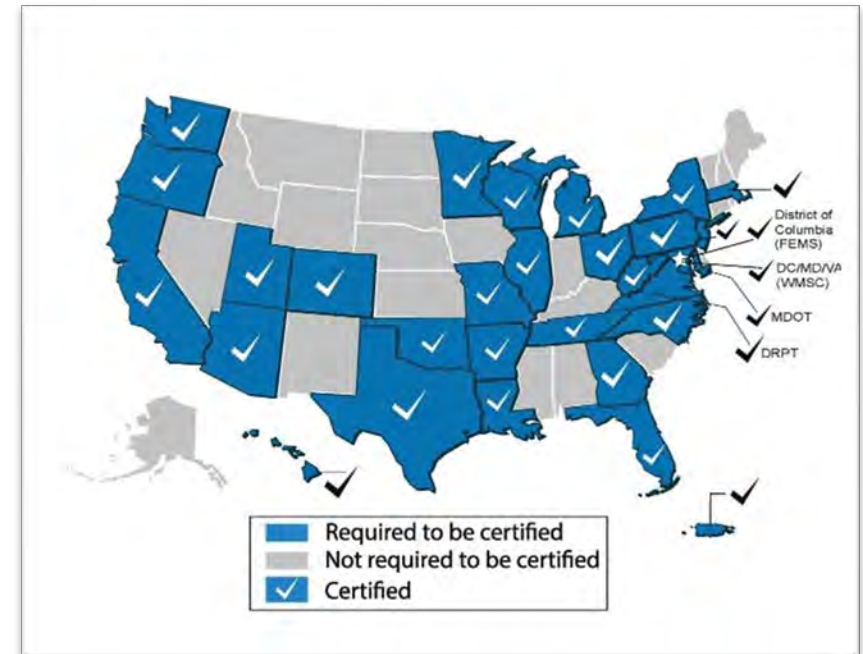 District of
Columbia
(FEMS)
DC/MD/VA
(WMSC)
MDOT
DRPT
Required to be certified
Not required to be certified
Certified